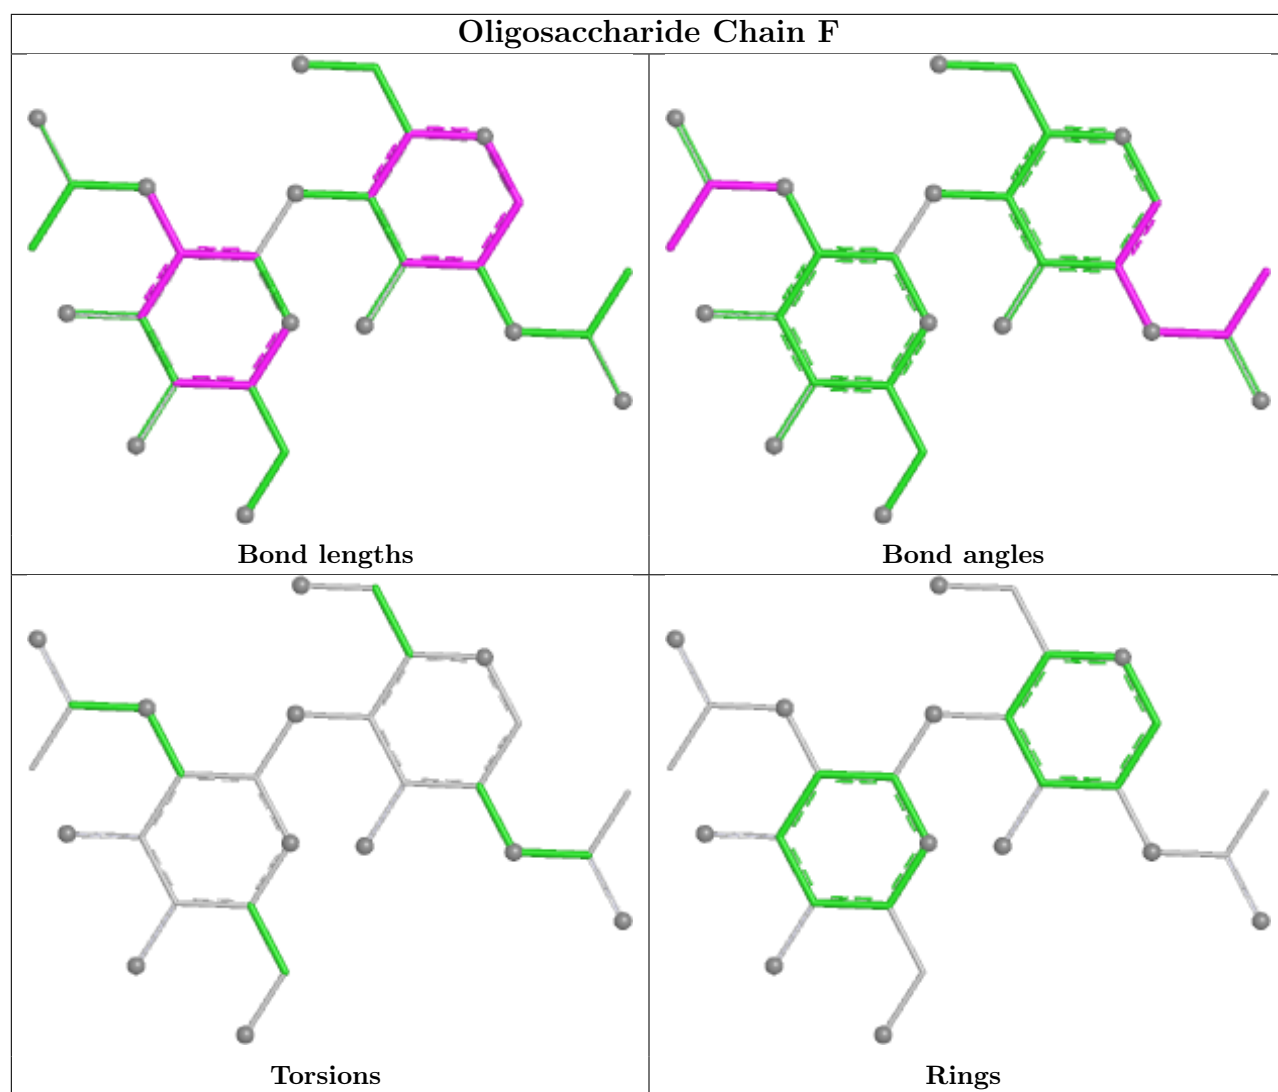 Oligosaccharide Chain F
Bond lengths
Bond angles
Torsions
Rings